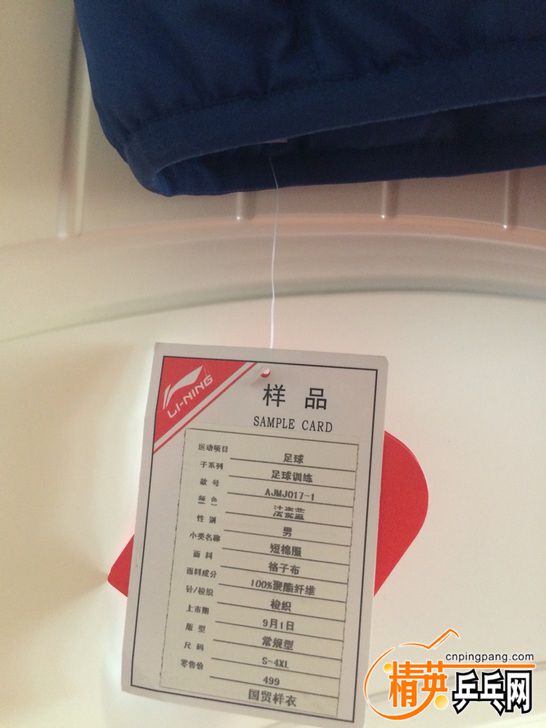 LI-NING
样品
SAMPLE CARD
运动项目 足球
子系列 足球训练
款号 AJMJ017-1
颜色
性别 男
小类名称 短棉服
面料 格子布
面料成分 100%聚酯纤维
针/梭织 梭织
上市期 9月1日
版型 常规型
尺码 S-4XL
零售价 499
国贸样衣
cnpingpang.com
精英乒乓网